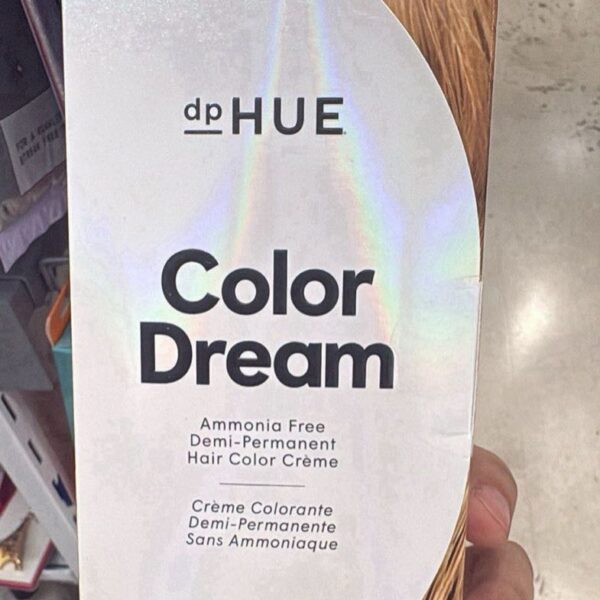 dpHUE
Color
Dream
Ammonia Free
Demi-Permanent
Hair Color Crème
Crème Colorante
Demi-Permanente
Sans Ammoniaque